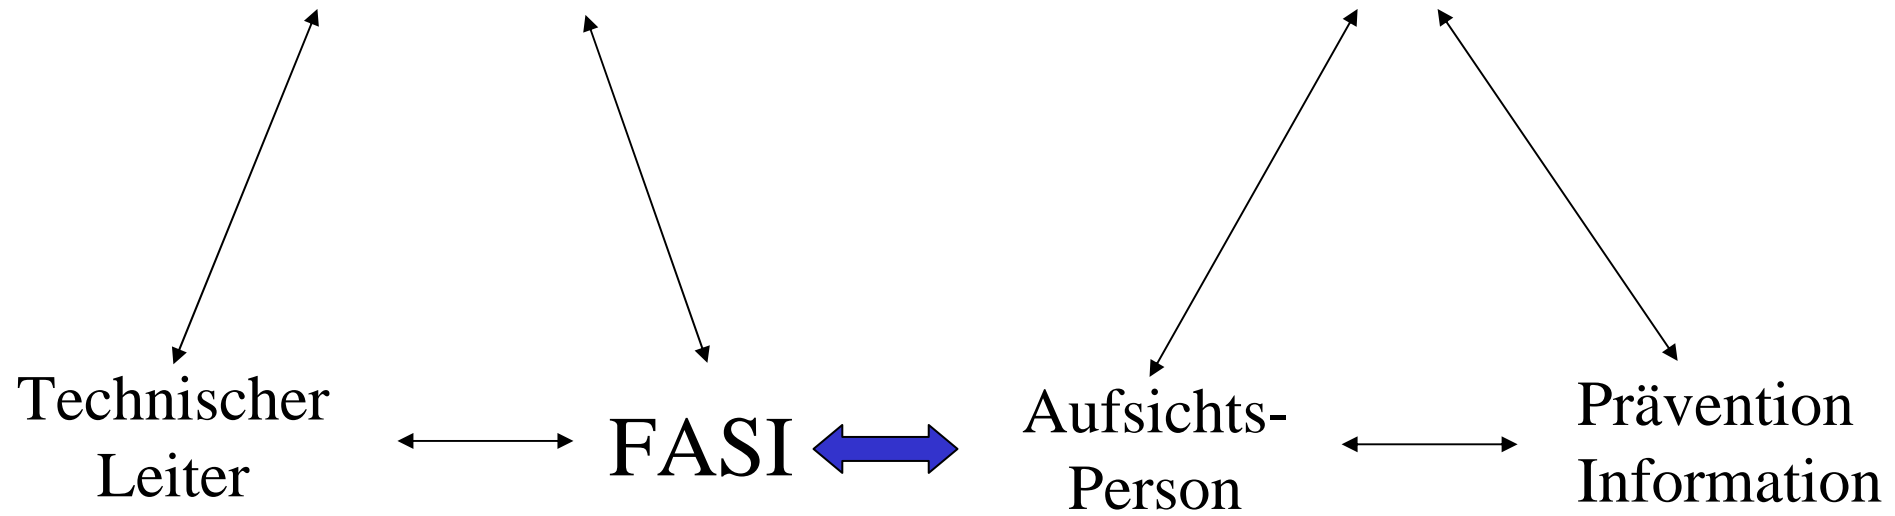 Technischer
Leiter
FASI
Aufsichts-
Person
Prävention
Information